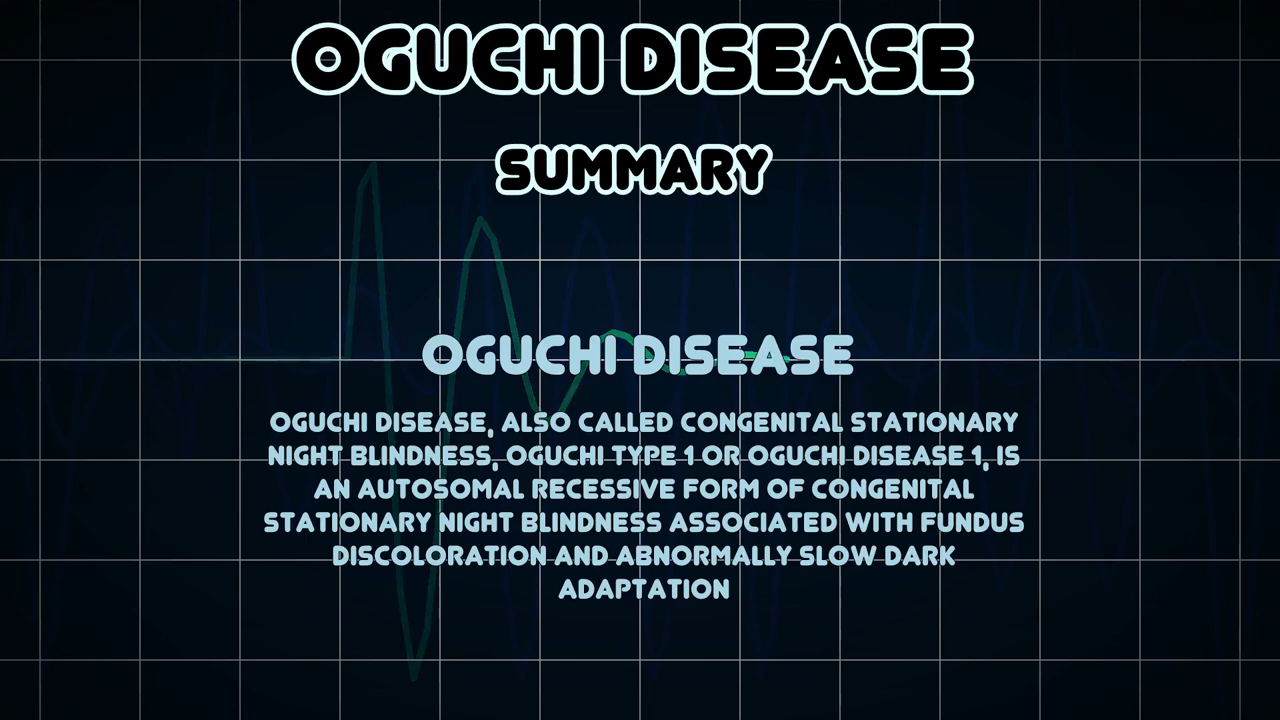 OGUCHI DISEASE
SUMMARY
OGUCHI DISEASE
OGUCHI DISEASE, ALSO CALLED CONGENITAL STATIONARY
NIGHT BLINDNESS, OGUCHI TYPE 1 OR OGUCHI DISEASE 1, IS
AN AUTOSOMAL RECESSIVE FORM OF CONGENITAL
STATIONARY NIGHT BLINDNESS ASSOCIATED WITH FUNDUS
DISCOLORATION AND ABNORMALLY SLOW DARK
ADAPTATION